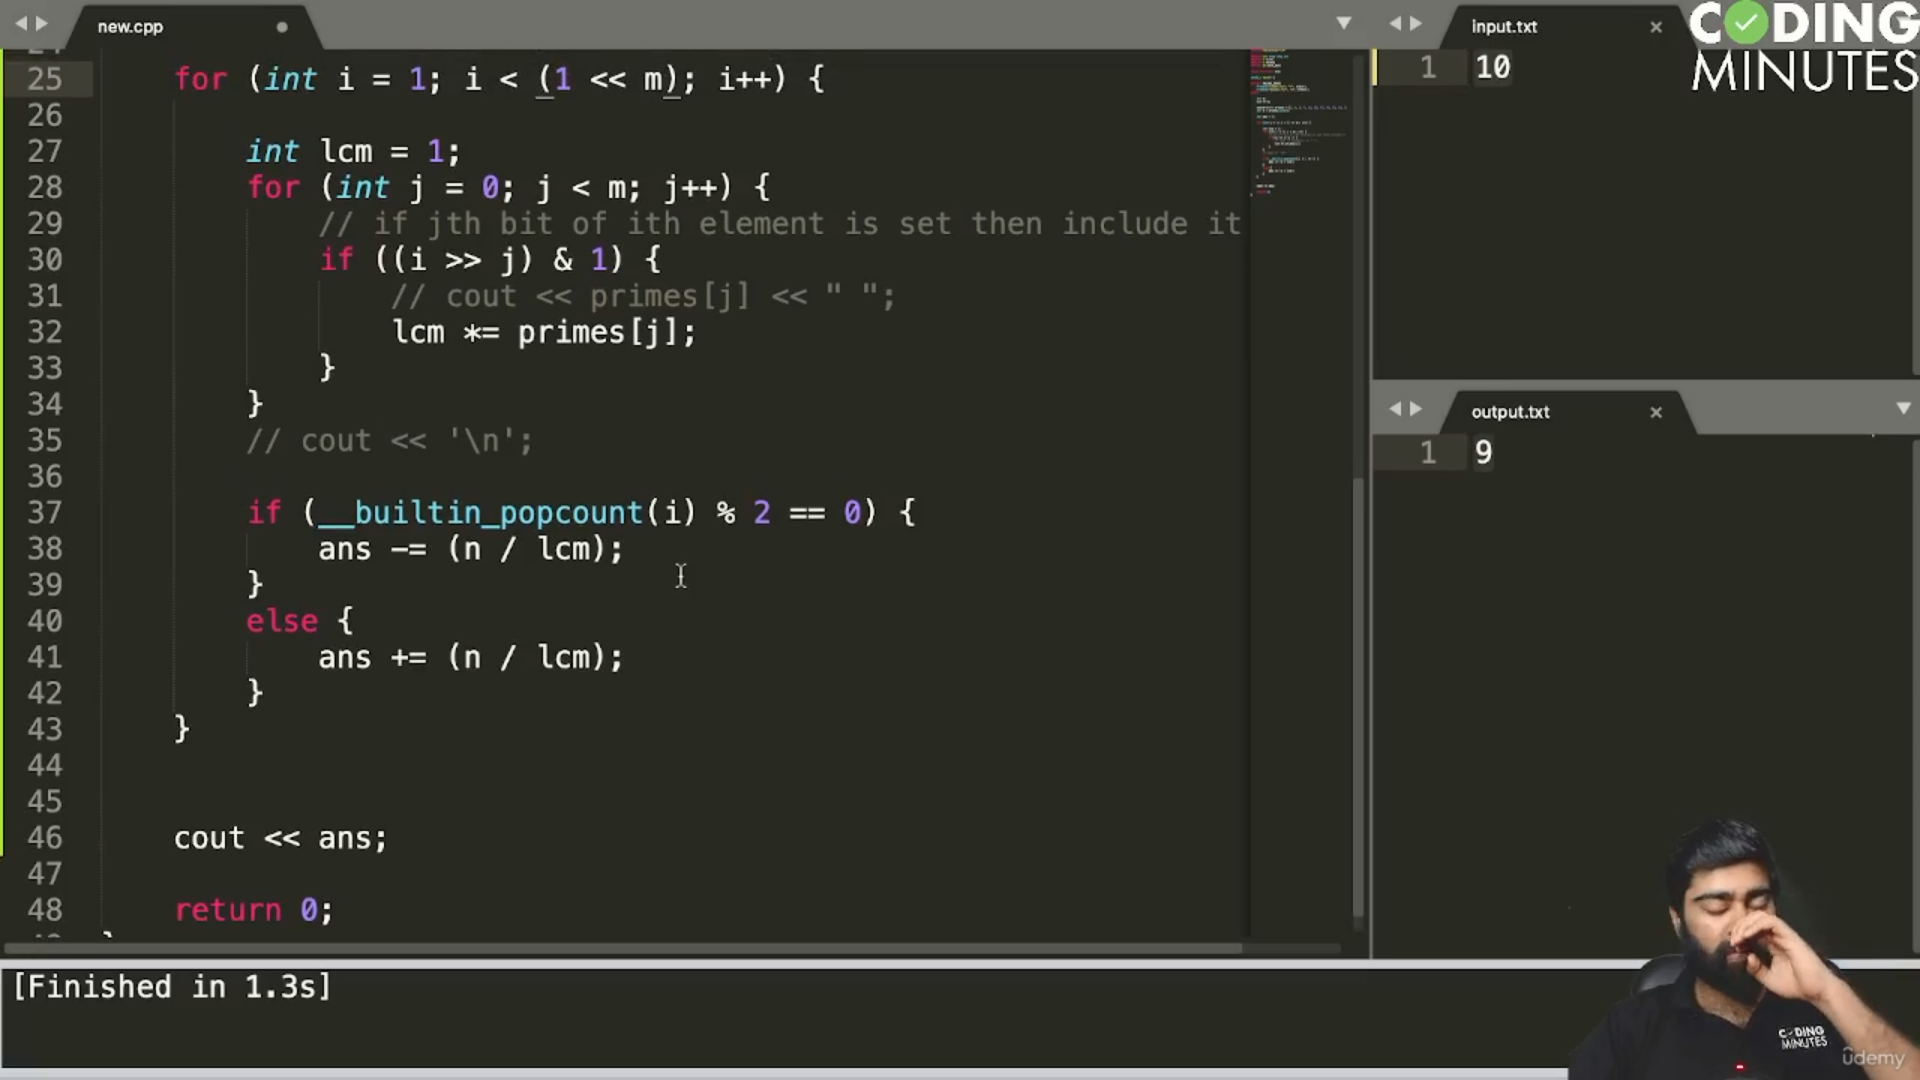 new.cpp
25 for (int i = 1; i < (1 << m); i++) {
26
27 int lcm = 1;
28 for (int j = 0; j < m; j++) {
29 // if jth bit of ith element is set then include it
30 if ((i >> j) & 1) {
31 // cout << primes[j] << " ";
32 lcm *= primes[j];
33 }
34 }
35 // cout << '\n';
36
37 if (__builtin_popcount(i) % 2 == 0) {
38 ans -= (n / lcm);
39 }
40 else {
41 ans += (n / lcm);
42 }
43 }
44
45
46 cout << ans;
47
48 return 0;
[Finished in 1.3s]
input.txt
1 10
CODING
MINUTES
output.txt
1 9
CODING
MINUTES
ûdemy